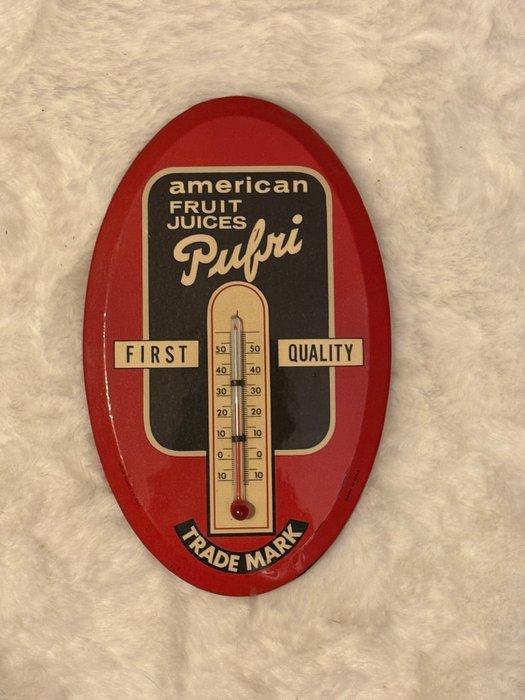 american
FRUIT
JUICES
Pufri
FIRST QUALITY
50 50
40 40
30 30
20 20
10 10
0 0
10 10
TRADE MARK